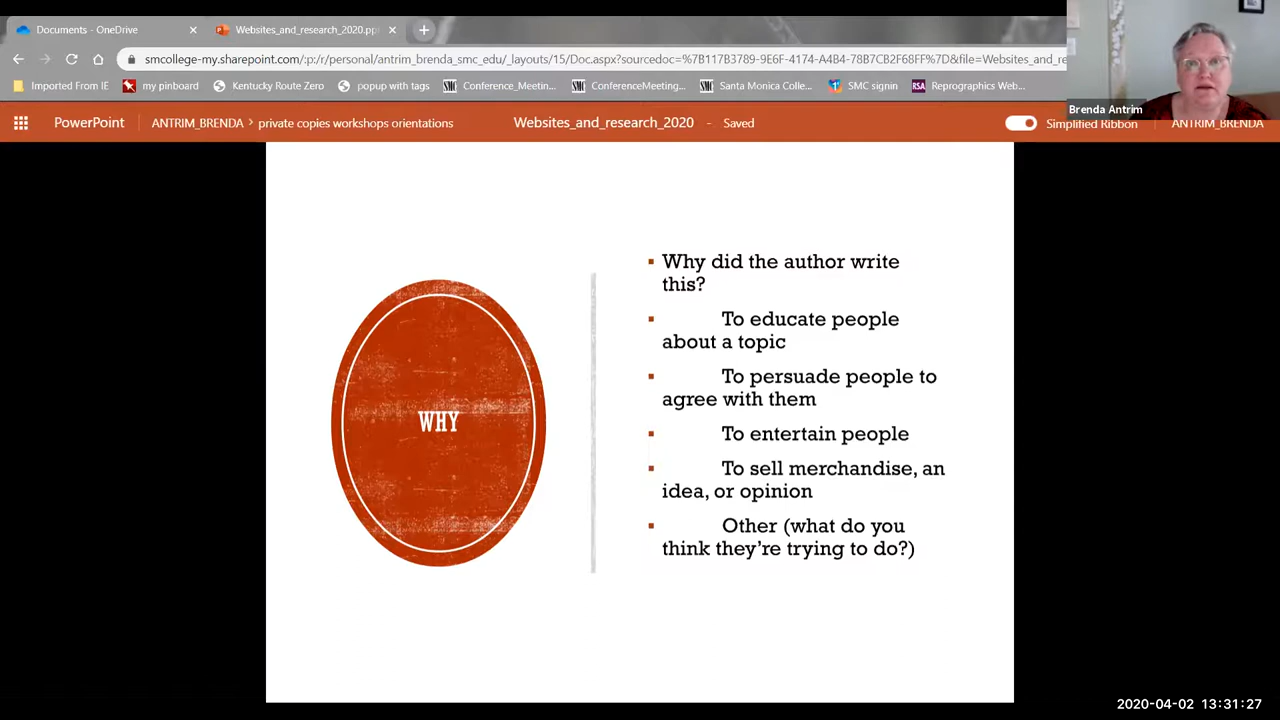 Documents - OneDrive
Websites_and_research_2020.pp
smcollege-my.sharepoint.com/:p:/r/personal/antrim_brenda_smc_edu/_layouts/15/Doc.aspx?sourcedoc=%7B117B3789-9E6F-4174-A4B4-78B7CB2F68FF%7D&file=Websites_and_re
Imported From IE
my pinboard
Kentucky Route Zero
popup with tags
Conference_Meetin...
ConferenceMeeting...
Santa Monica Colle...
SMC signin
RSA Reprographics Web...
Brenda Antrim
PowerPoint
ANTRIM_BRENDA > private copies workshops orientations
Websites_and_research_2020 - Saved
Simplified Ribbon
ANTRIM_BRENDA
WHY
Why did the author write
this?
To educate people
about a topic
To persuade people to
agree with them
To entertain people
To sell merchandise, an
idea, or opinion
Other (what do you
think they're trying to do?)
2020-04-02 13:31:27